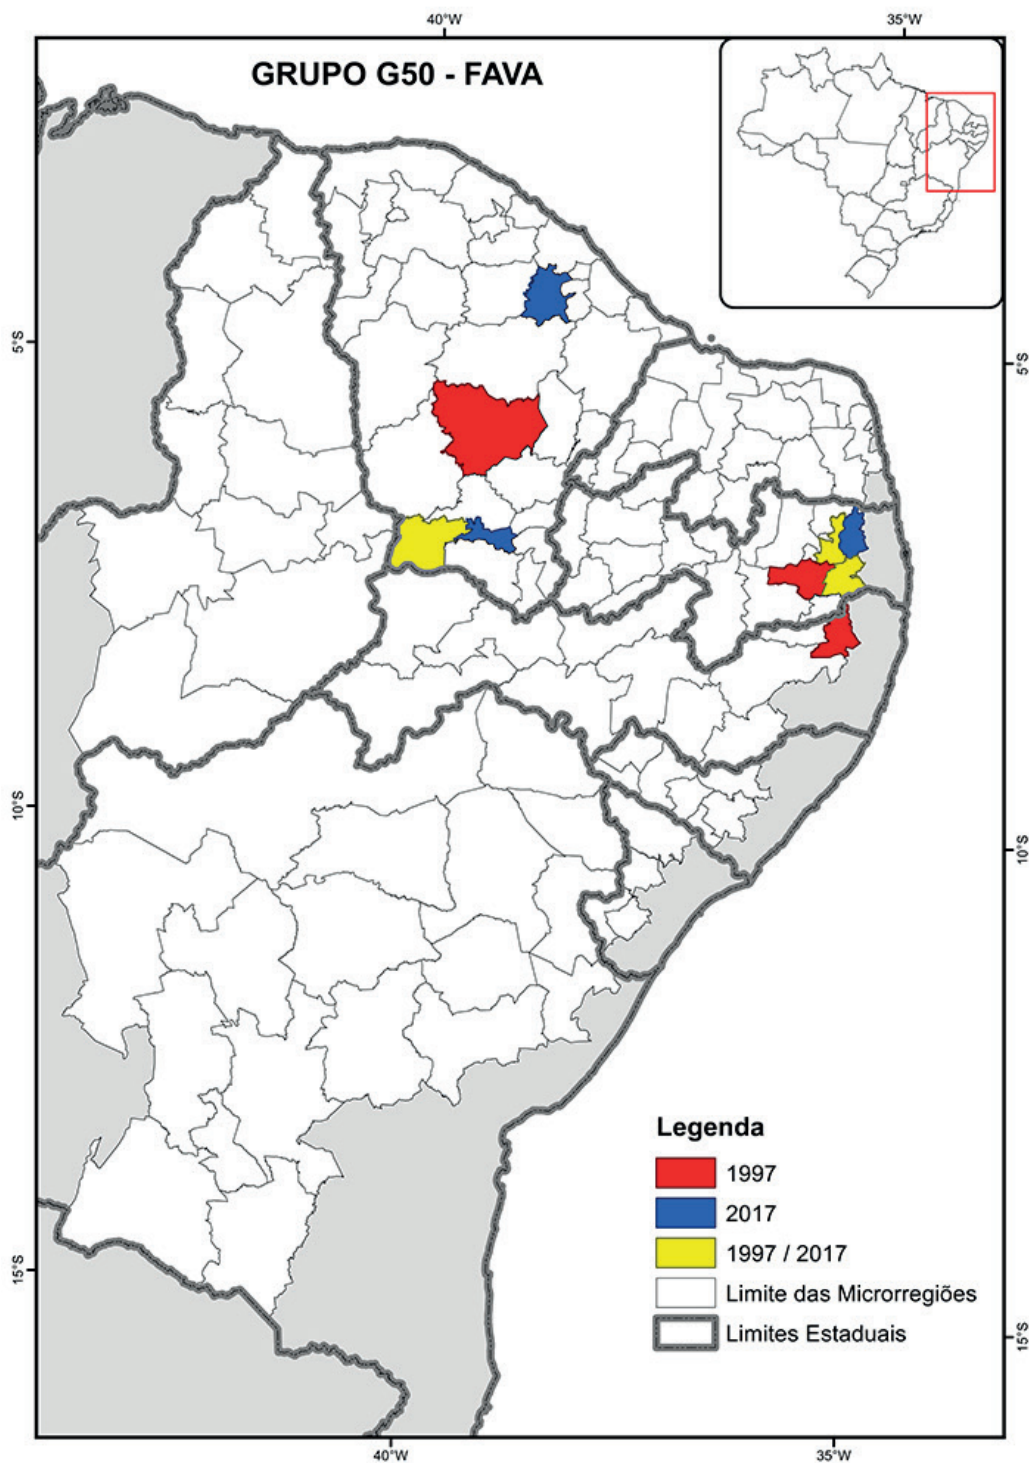 40°W
35°W
GRUPO G50 - FAVA
5°S
5°S
10°S
10°S
Legenda
1997
2017
1997 / 2017
Limite das Microrregiões
Limites Estaduais
15°S
15°S
40°W
35°W